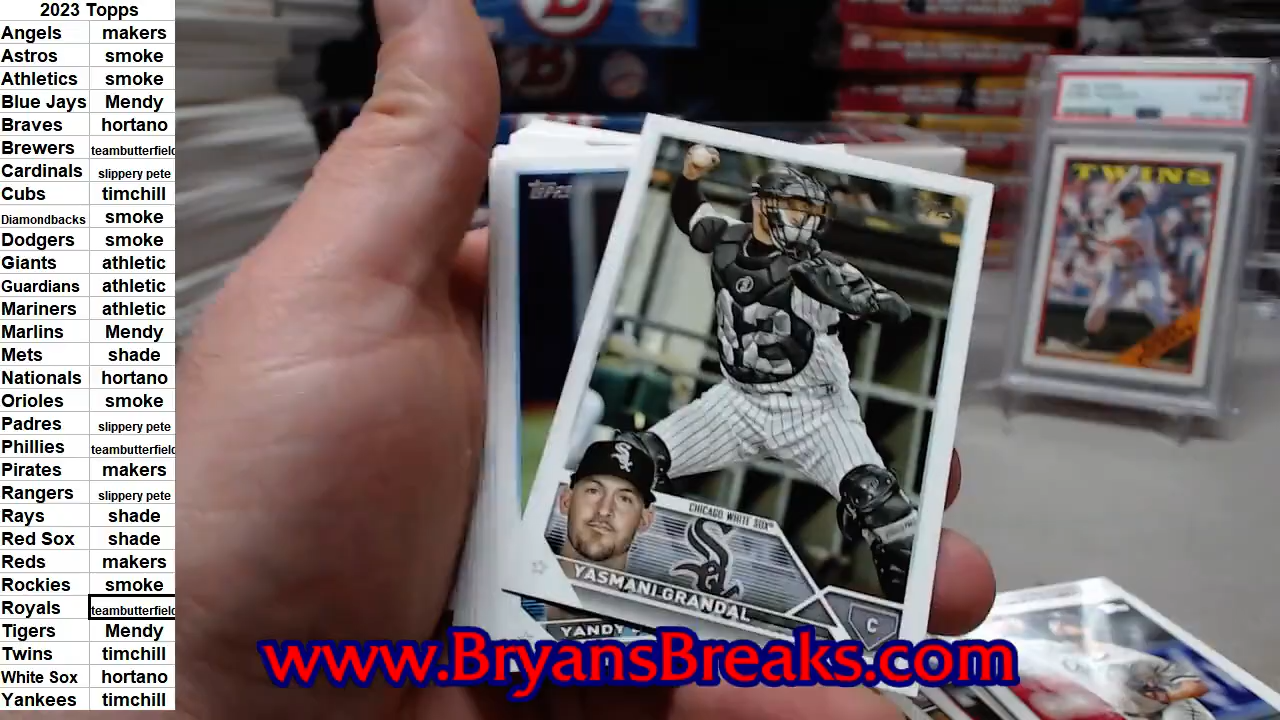 2023 Topps
Angels makers
Astros smoke
Athletics smoke
Blue Jays Mendy
Braves hortano
Brewers teambutterfield
Cardinals slippery pete
Cubs timchill
Diamondbacks smoke
Dodgers smoke
Giants athletic
Guardians athletic
Mariners athletic
Marlins Mendy
Mets shade
Nationals hortano
Orioles smoke
Padres slippery pete
Phillies teambutterfield
Pirates makers
Rangers slippery pete
Rays shade
Red Sox shade
Reds makers
Rockies smoke
Royals teambutterfield
Tigers Mendy
Twins timchill
White Sox hortano
Yankees timchill
Topps
TWINS
CHICAGO WHITE SOX
Sox
YASMANI GRANDAL
C
YANDY
www.BryansBreaks.com